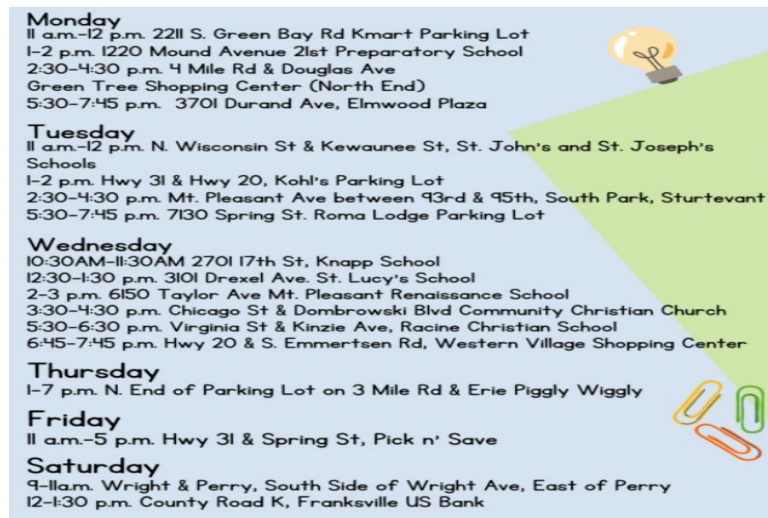 Monday
11 a.m.-12 p.m. 2211 S. Green Bay Rd Kmart Parking Lot
1-2 p.m. 1220 Mound Avenue 21st Preparatory School
2:30-4:30 p.m. 4 Mile Rd & Douglas Ave
Green Tree Shopping Center (North End)
5:30-7:45 p.m. 3701 Durand Ave, Elmwood Plaza
Tuesday
11 a.m.-12 p.m. N. Wisconsin St & Kewaunee St, St. John's and St. Joseph's
Schools
1-2 p.m. Hwy 31 & Hwy 20, Kohl's Parking Lot
2:30-4:30 p.m. Mt. Pleasant Ave between 93rd & 95th, South Park, Sturtevant
5:30-7:45 p.m. 7130 Spring St. Roma Lodge Parking Lot
Wednesday
10:30AM-11:30AM 2701 17th St, Knapp School
12:30-1:30 p.m. 3101 Drexel Ave. St. Lucy's School
2-3 p.m. 6150 Taylor Ave Mt. Pleasant Renaissance School
3:30-4:30 p.m. Chicago St & Dombrowski Blvd Community Christian Church
5:30-6:30 p.m. Virginia St & Kinzie Ave, Racine Christian School
6:45-7:45 p.m. Hwy 20 & S. Emmertsen Rd, Western Village Shopping Center
Thursday
1-7 p.m. N. End of Parking Lot on 3 Mile Rd & Erie Piggly Wiggly
Friday
11 a.m.-5 p.m. Hwy 31 & Spring St, Pick n' Save
Saturday
9-11a.m. Wright & Perry, South Side of Wright Ave, East of Perry
12-1:30 p.m. County Road K, Franksville US Bank